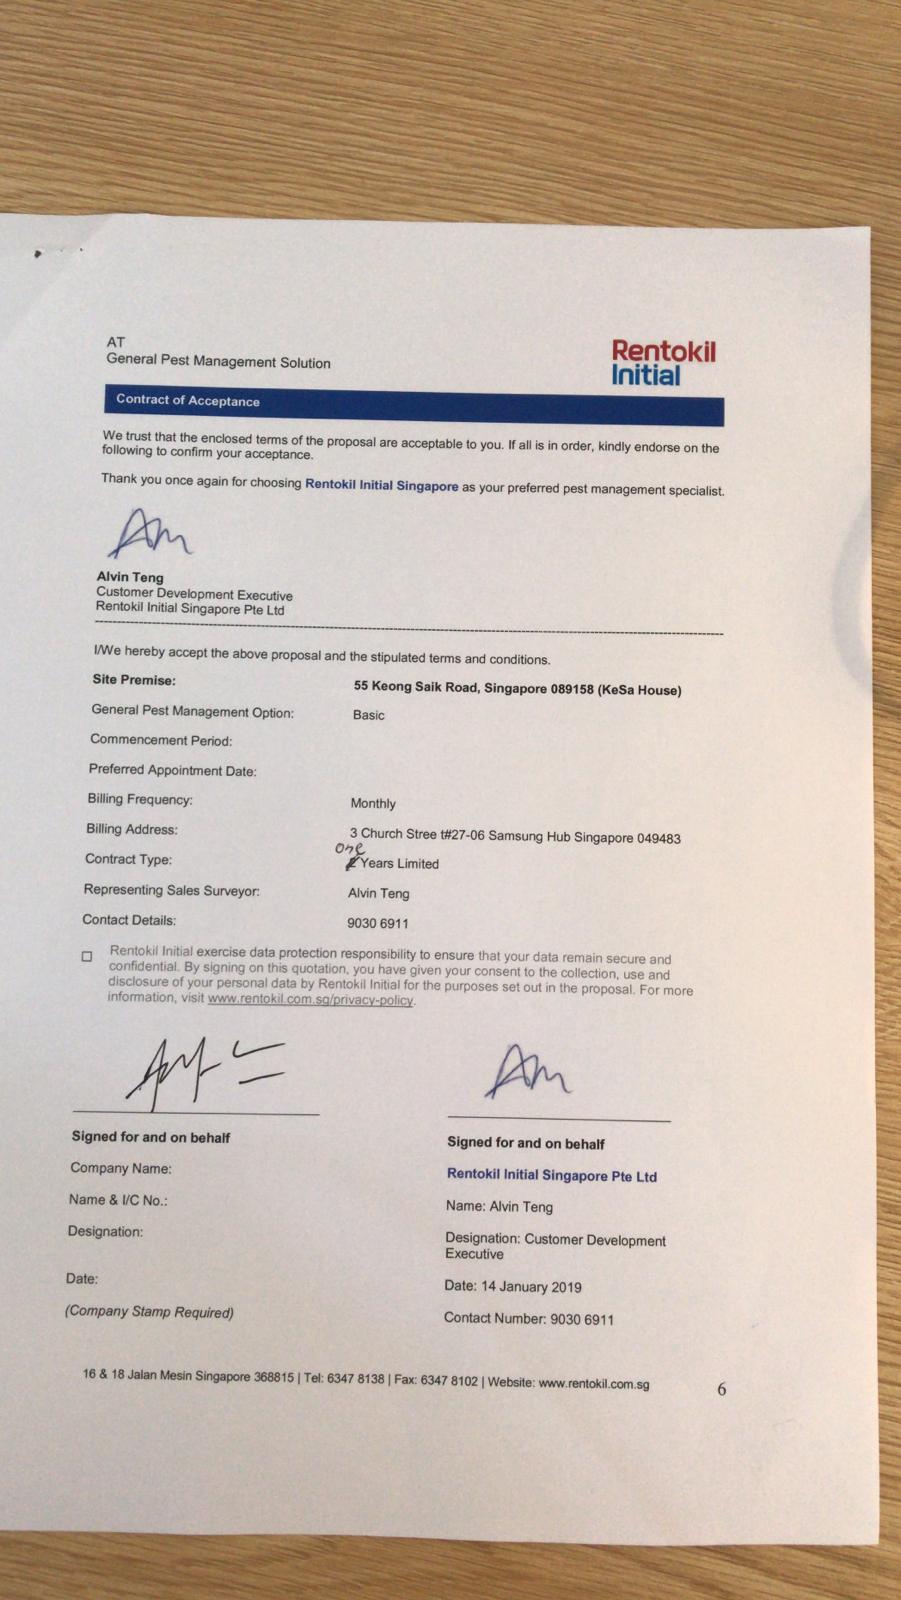 AT
General Pest Management Solution
Rentokil
Initial
Contract of Acceptance
We trust that the enclosed terms of the proposal are acceptable to you. If all is in order, kindly endorse on the
following to confirm your acceptance.
Thank you once again for choosing Rentokil Initial Singapore as your preferred pest management specialist.
Alvin Teng
Customer Development Executive
Rentokil Initial Singapore Pte Ltd
I/We hereby accept the above proposal and the stipulated terms and conditions.
Site Premise: 55 Keong Saik Road, Singapore 089158 (KeSa House)
General Pest Management Option: Basic
Commencement Period:
Preferred Appointment Date:
Billing Frequency: Monthly
Billing Address: 3 Church Stree t#27-06 Samsung Hub Singapore 049483
one
Contract Type: Years Limited
Representing Sales Surveyor: Alvin Teng
Contact Details: 9030 6911
Rentokil Initial exercise data protection responsibility to ensure that your data remain secure and
confidential. By signing on this quotation, you have given your consent to the collection, use and
disclosure of your personal data by Rentokil Initial for the purposes set out in the proposal. For more
information, visit www.rentokil.com.sg/privacy-policy.
Signed for and on behalf
Company Name:
Name & I/C No.:
Designation:
Date:
(Company Stamp Required)
Signed for and on behalf
Rentokil Initial Singapore Pte Ltd
Name: Alvin Teng
Designation: Customer Development
Executive
Date: 14 January 2019
Contact Number: 9030 6911
16 & 18 Jalan Mesin Singapore 368815 | Tel: 6347 8138 | Fax: 6347 8102 | Website: www.rentokil.com.sg
6